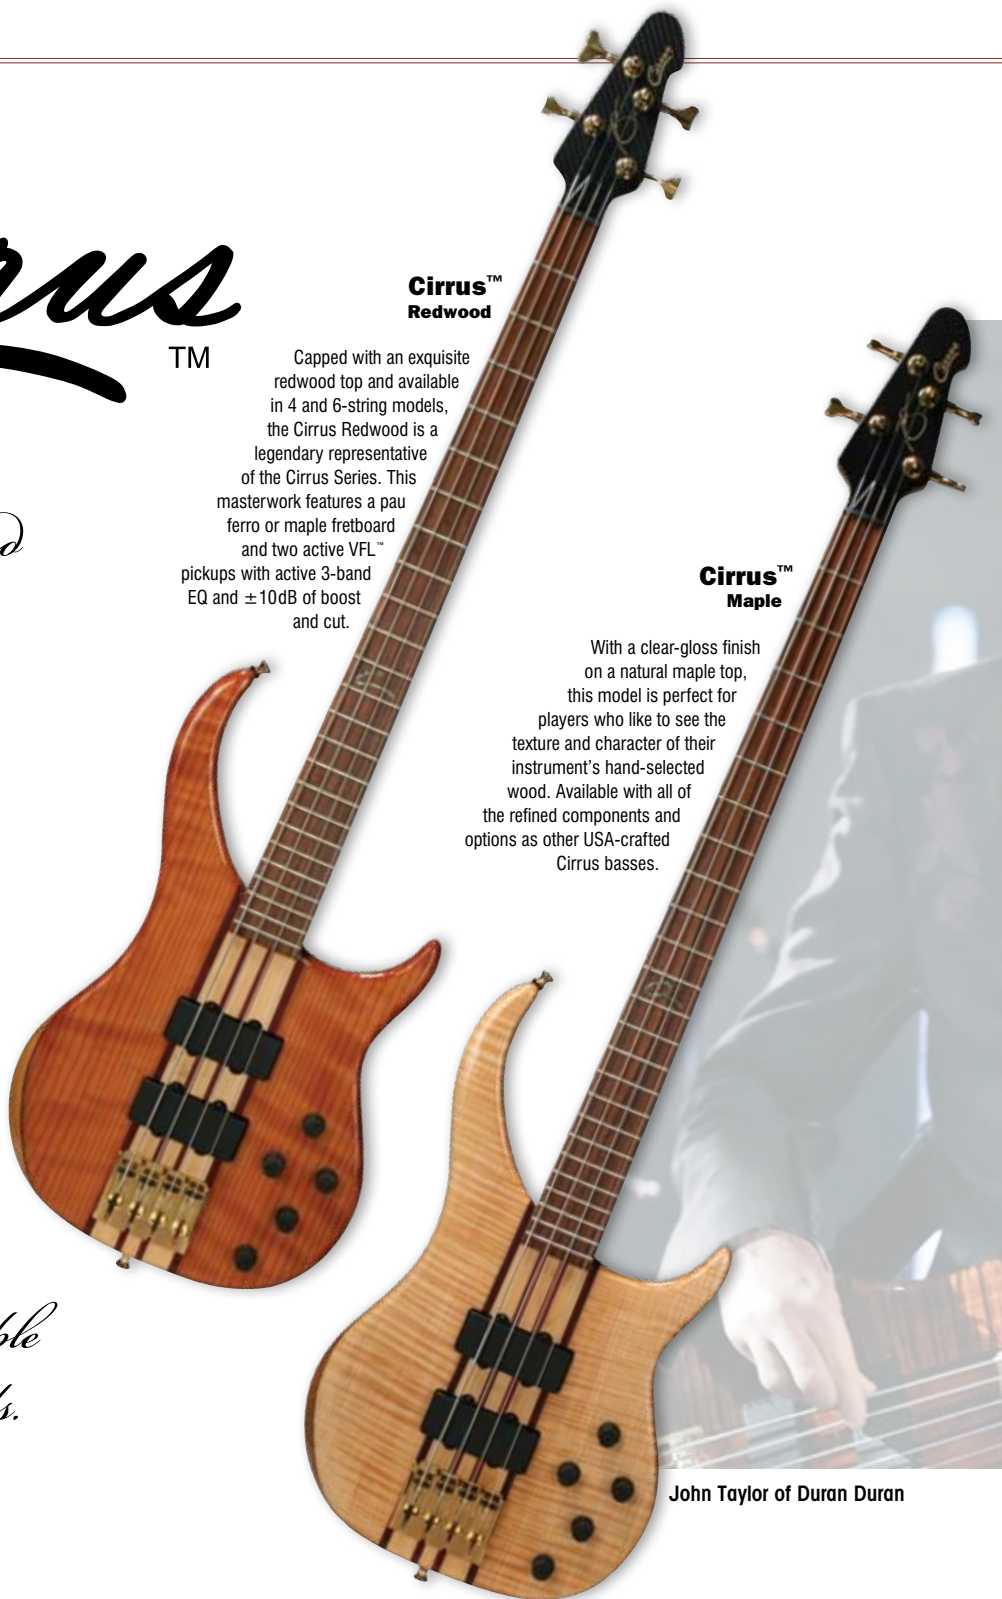 Cirrus™
Redwood
Capped with an exquisite
redwood top and available
in 4 and 6-string models,
the Cirrus Redwood is a
legendary representative
of the Cirrus Series. This
masterwork features a pau
ferro or maple fretboard
and two active VFL™
pickups with active 3-band
EQ and ±10dB of boost
and cut.
TM
Cirrus™
Maple
With a clear-gloss finish
on a natural maple top,
this model is perfect for
players who like to see the
texture and character of their
instrument's hand-selected
wood. Available with all of
the refined components and
options as other USA-crafted
Cirrus basses.
John Taylor of Duran Duran